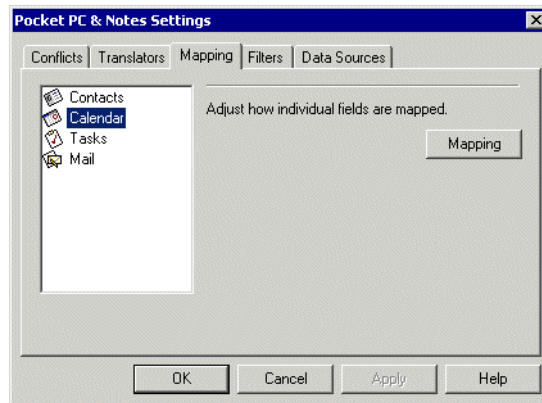 Pocket PC & Notes Settings
Conflicts Translators Mapping Filters Data Sources
Contacts
Calendar
Tasks
Mail
Adjust how individual fields are mapped.
Mapping
OK Cancel Apply Help